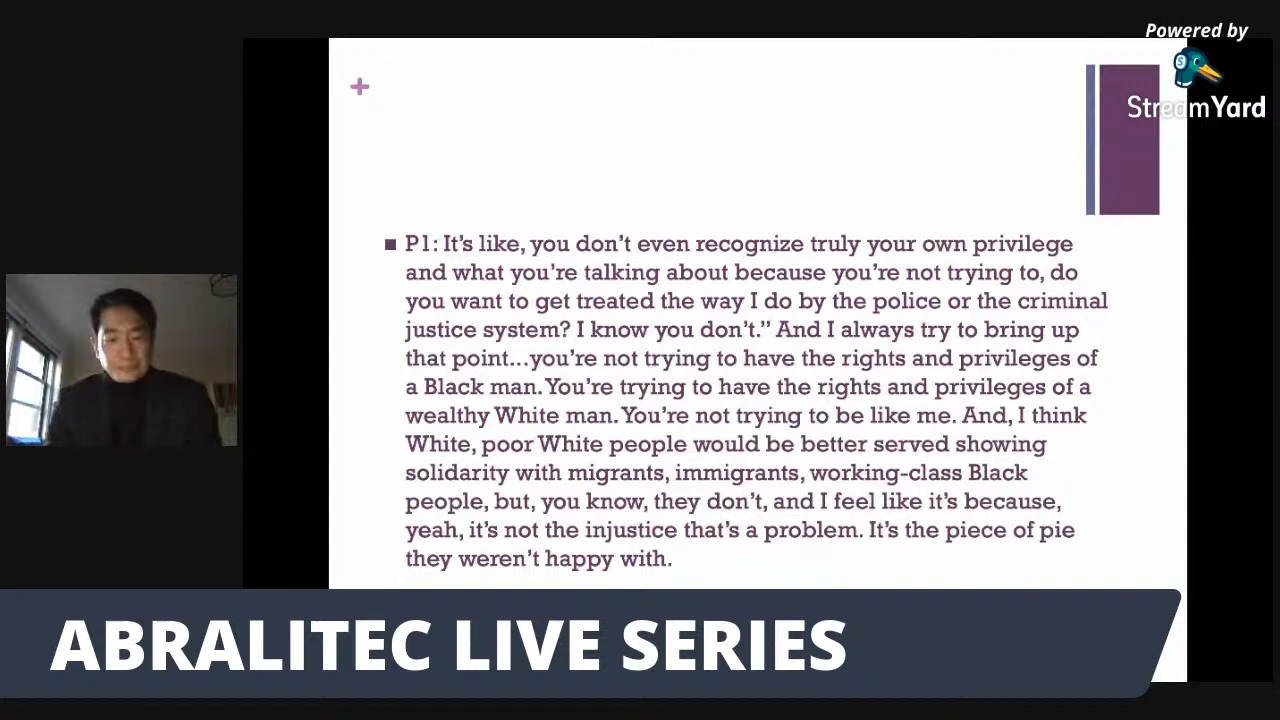 Powered by
StreamYard
+
■ P1: It's like, you don't even recognize truly your own privilege
and what you're talking about because you're not trying to, do
you want to get treated the way I do by the police or the criminal
justice system? I know you don't.” And I always try to bring up
that point...you're not trying to have the rights and privileges of
a Black man. You're trying to have the rights and privileges of a
wealthy White man. You're not trying to be like me. And, I think
White, poor White people would be better served showing
solidarity with migrants, immigrants, working-class Black
people, but, you know, they don't, and I feel like it's because,
yeah, it's not the injustice that's a problem. It's the piece of pie
they weren't happy with.
ABRALITEC LIVE SERIES